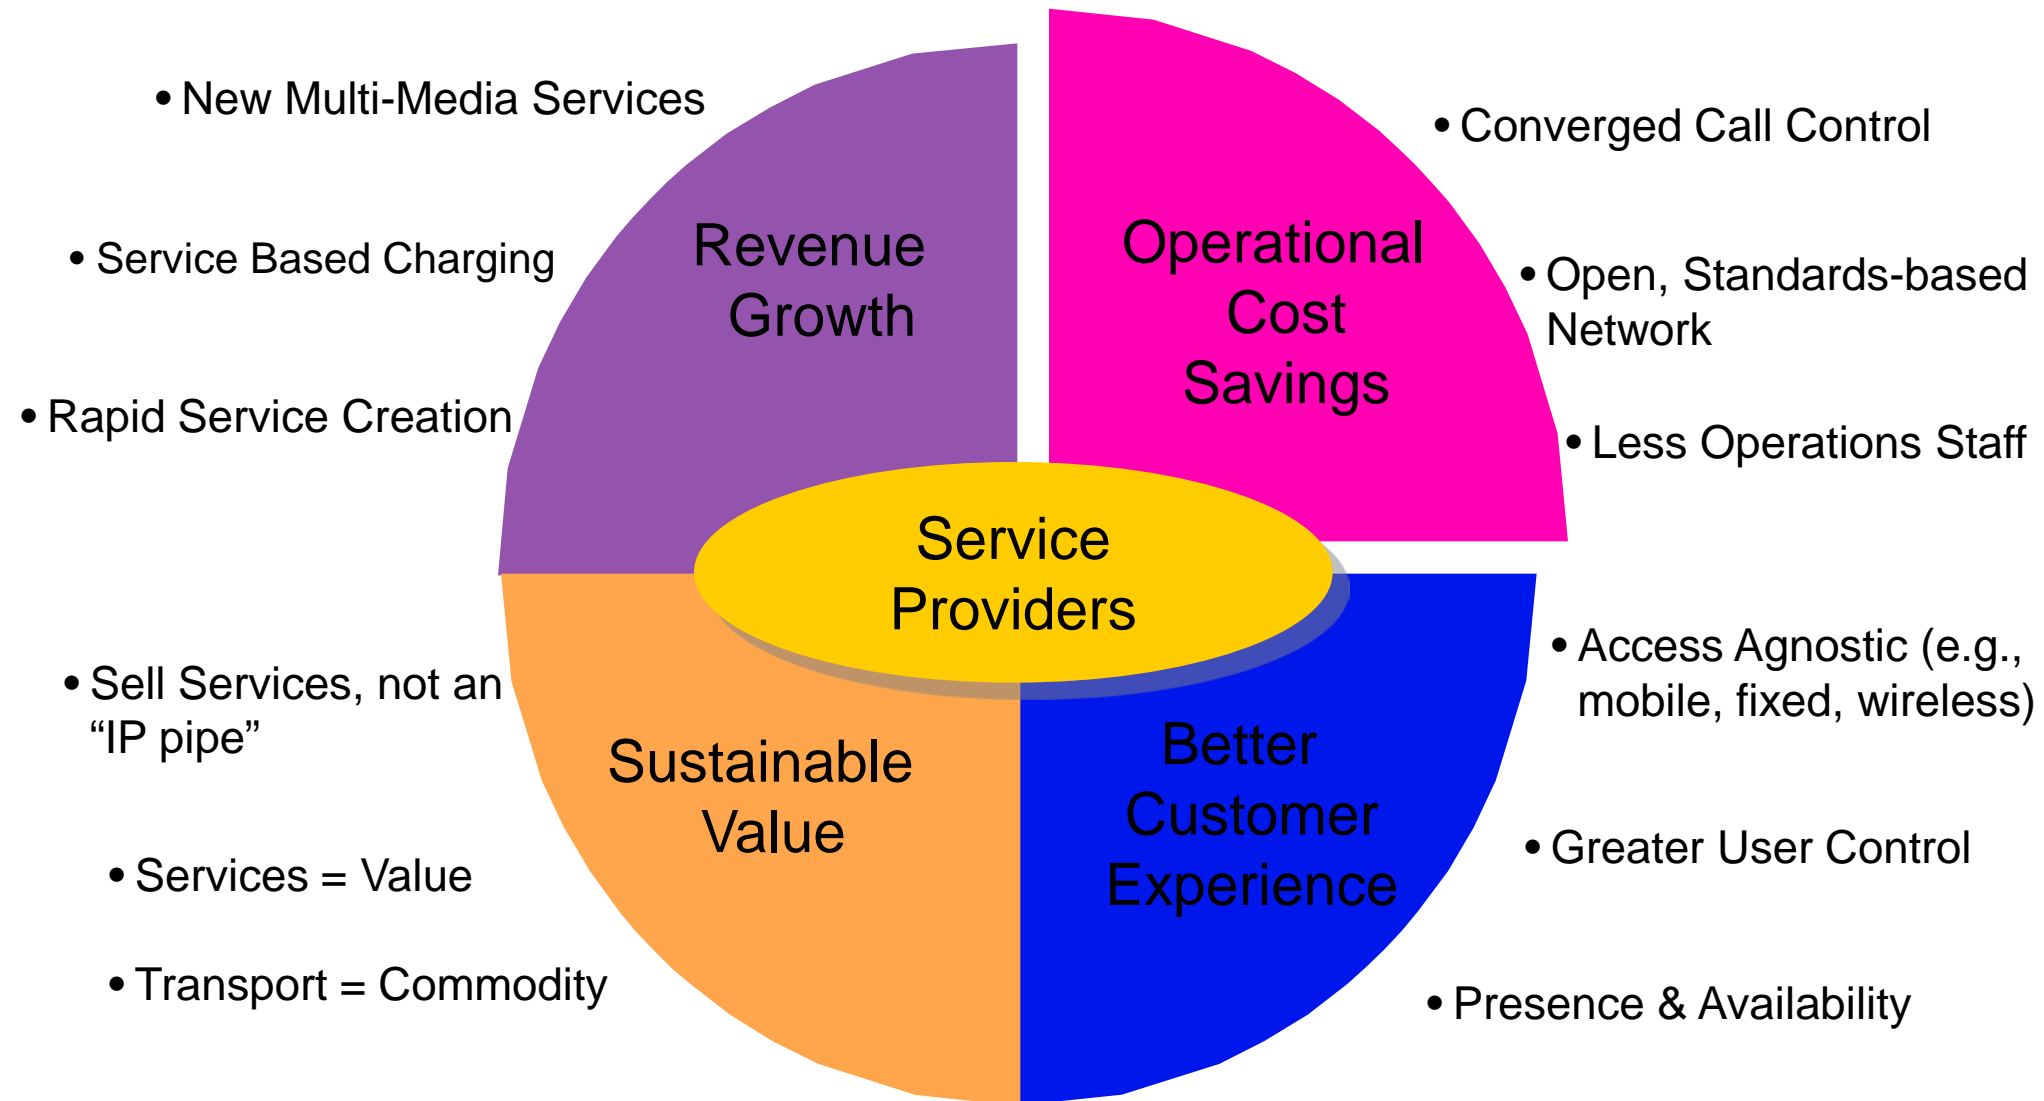 • New Multi-Media Services
• Service Based Charging
• Rapid Service Creation
Revenue
Growth
Operational
Cost
Savings
• Converged Call Control
• Open, Standards-based
Network
• Less Operations Staff
Service
Providers
• Sell Services, not an
“IP pipe”
• Services = Value
• Transport = Commodity
Sustainable
Value
Better
Customer
Experience
• Access Agnostic (e.g.,
mobile, fixed, wireless)
• Greater User Control
• Presence & Availability